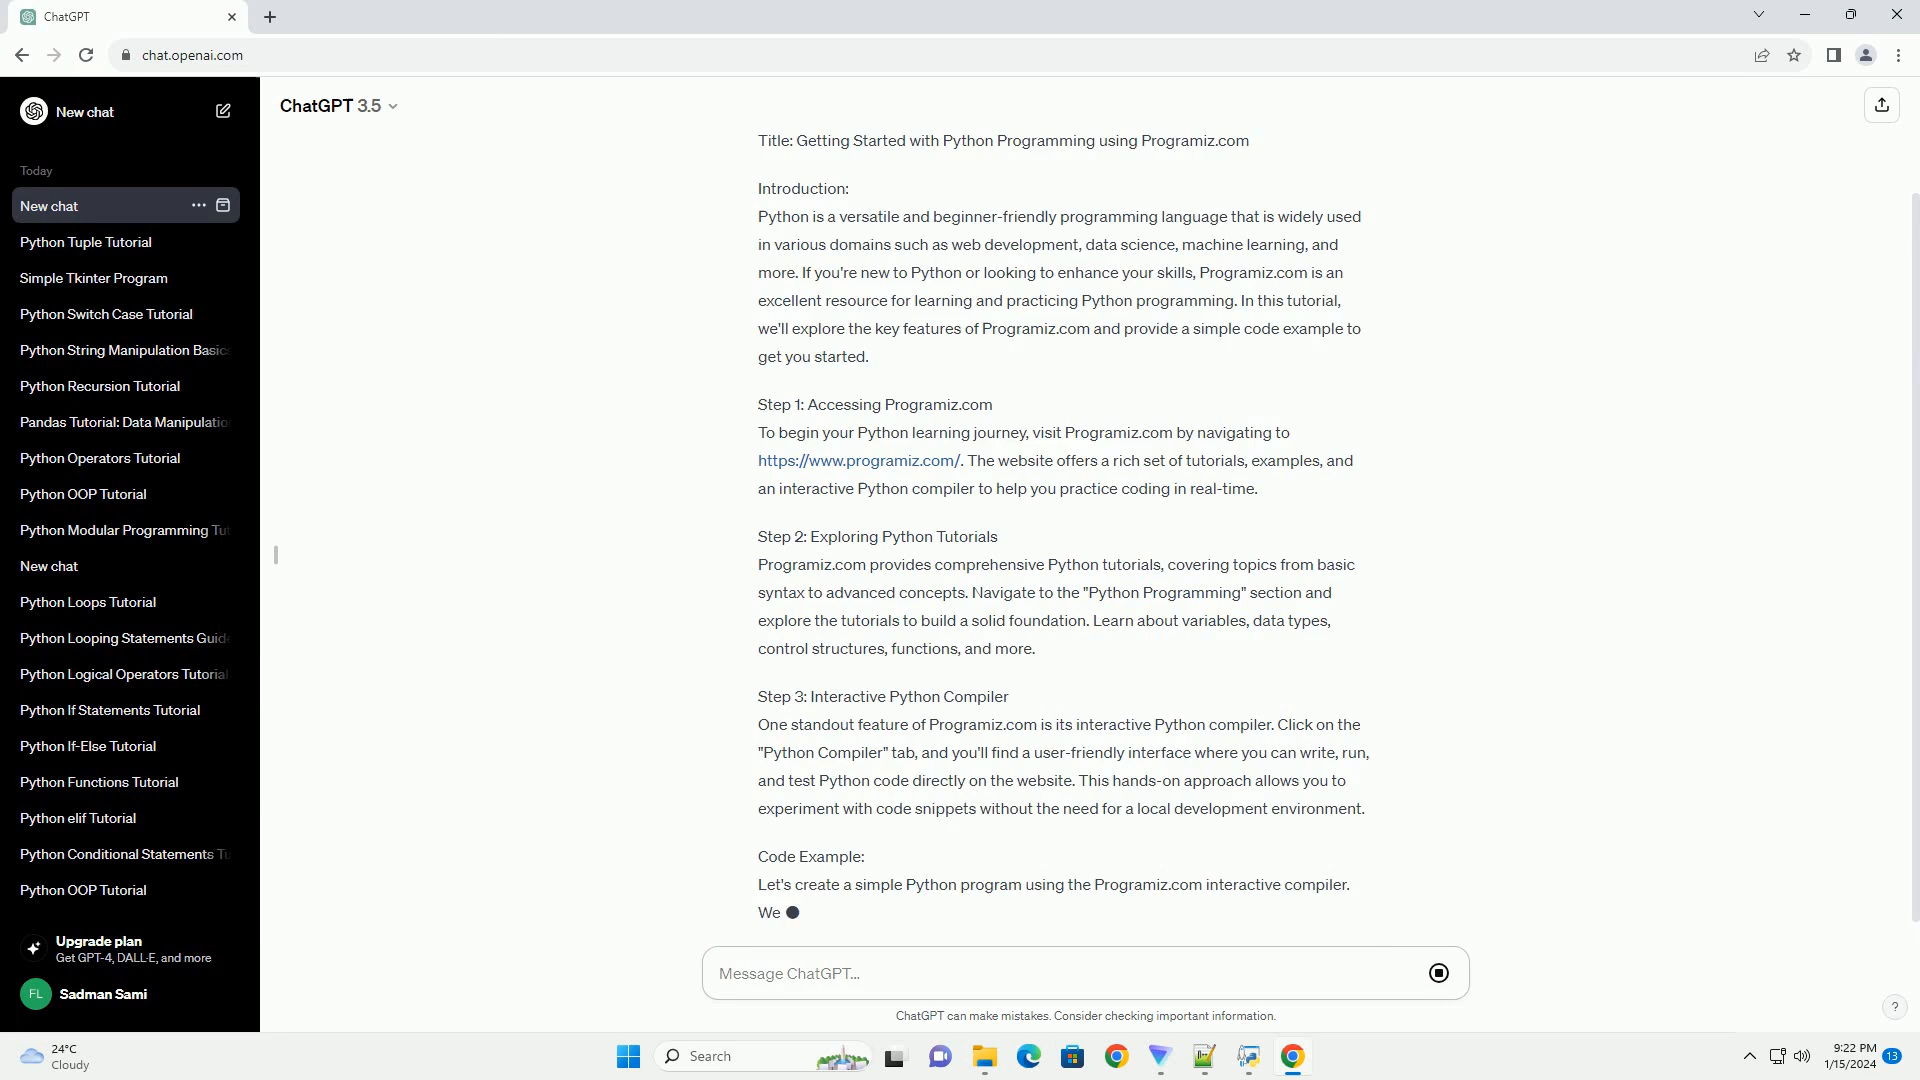 ChatGPT
chat.openai.com
New chat
Today
New chat
Python Tuple Tutorial
Simple Tkinter Program
Python Switch Case Tutorial
Python String Manipulation Basics
Python Recursion Tutorial
Pandas Tutorial: Data Manipulatio
Python Operators Tutorial
Python OOP Tutorial
Python Modular Programming Tut
New chat
Python Loops Tutorial
Python Looping Statements Guide
Python Logical Operators Tutorial
Python If Statements Tutorial
Python If-Else Tutorial
Python Functions Tutorial
Python elif Tutorial
Python Conditional Statements Tu
Python OOP Tutorial
Upgrade plan
Get GPT-4, DALL·E, and more
FL
Sadman Sami
ChatGPT 3.5
Title: Getting Started with Python Programming using Programiz.com
Introduction:
Python is a versatile and beginner-friendly programming language that is widely used
in various domains such as web development, data science, machine learning, and
more. If you're new to Python or looking to enhance your skills, Programiz.com is an
excellent resource for learning and practicing Python programming. In this tutorial,
we'll explore the key features of Programiz.com and provide a simple code example to
get you started.
Step 1: Accessing Programiz.com
To begin your Python learning journey, visit Programiz.com by navigating to
https://www.programiz.com/. The website offers a rich set of tutorials, examples, and
an interactive Python compiler to help you practice coding in real-time.
Step 2: Exploring Python Tutorials
Programiz.com provides comprehensive Python tutorials, covering topics from basic
syntax to advanced concepts. Navigate to the "Python Programming" section and
explore the tutorials to build a solid foundation. Learn about variables, data types,
control structures, functions, and more.
Step 3: Interactive Python Compiler
One standout feature of Programiz.com is its interactive Python compiler. Click on the
"Python Compiler" tab, and you'll find a user-friendly interface where you can write, run,
and test Python code directly on the website. This hands-on approach allows you to
experiment with code snippets without the need for a local development environment.
Code Example:
Let's create a simple Python program using the Programiz.com interactive compiler.
We
Message ChatGPT...
ChatGPT can make mistakes. Consider checking important information.
?
24°C
Cloudy
Search
9:22 PM
1/15/2024
13